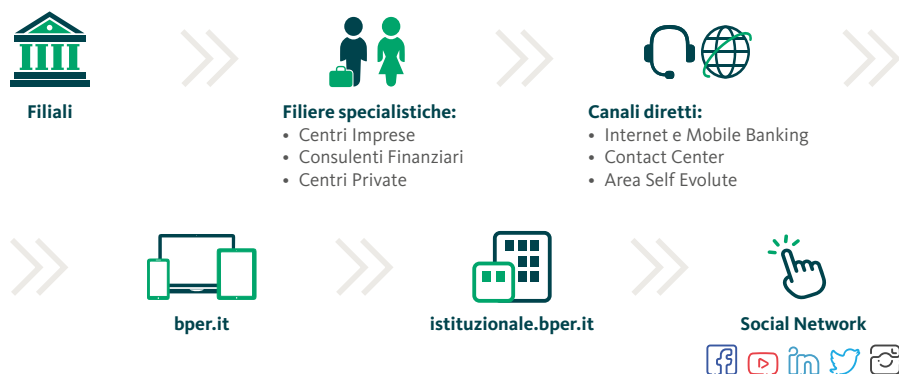 Filiali
Filiere specialistiche:
• Centri Imprese
• Consulenti Finanziari
• Centri Private
Canali diretti:
• Internet e Mobile Banking
• Contact Center
• Area Self Evolute
bper.it
istituzionale.bper.it
Social Network